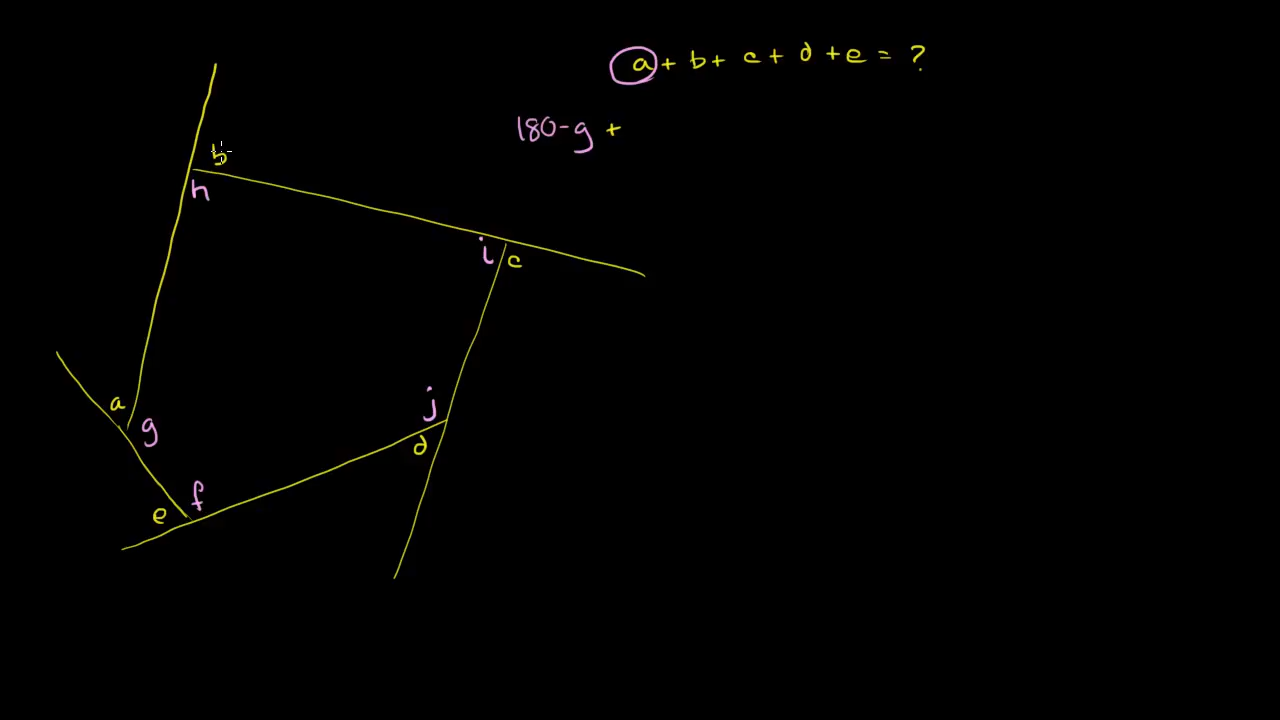 a + b + c + d + e = ?
180-g +
b
h
i c
j
a
g
d
f
e